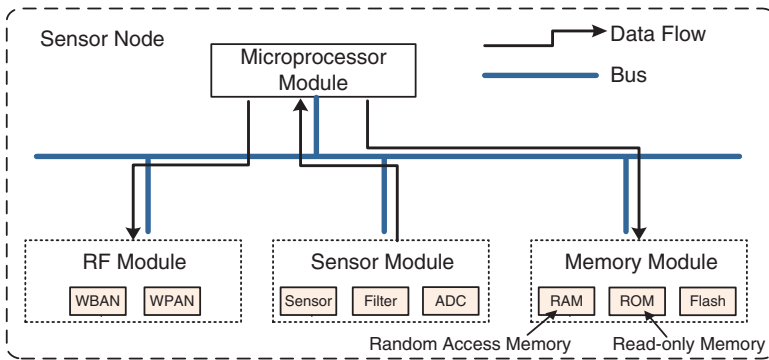 Sensor Node
Microprocessor
Module
Data Flow
Bus
RF Module
WBAN
WPAN
Sensor Module
Sensor
Filter
ADC
Memory Module
RAM
ROM
Flash
Random Access Memory
Read-only Memory